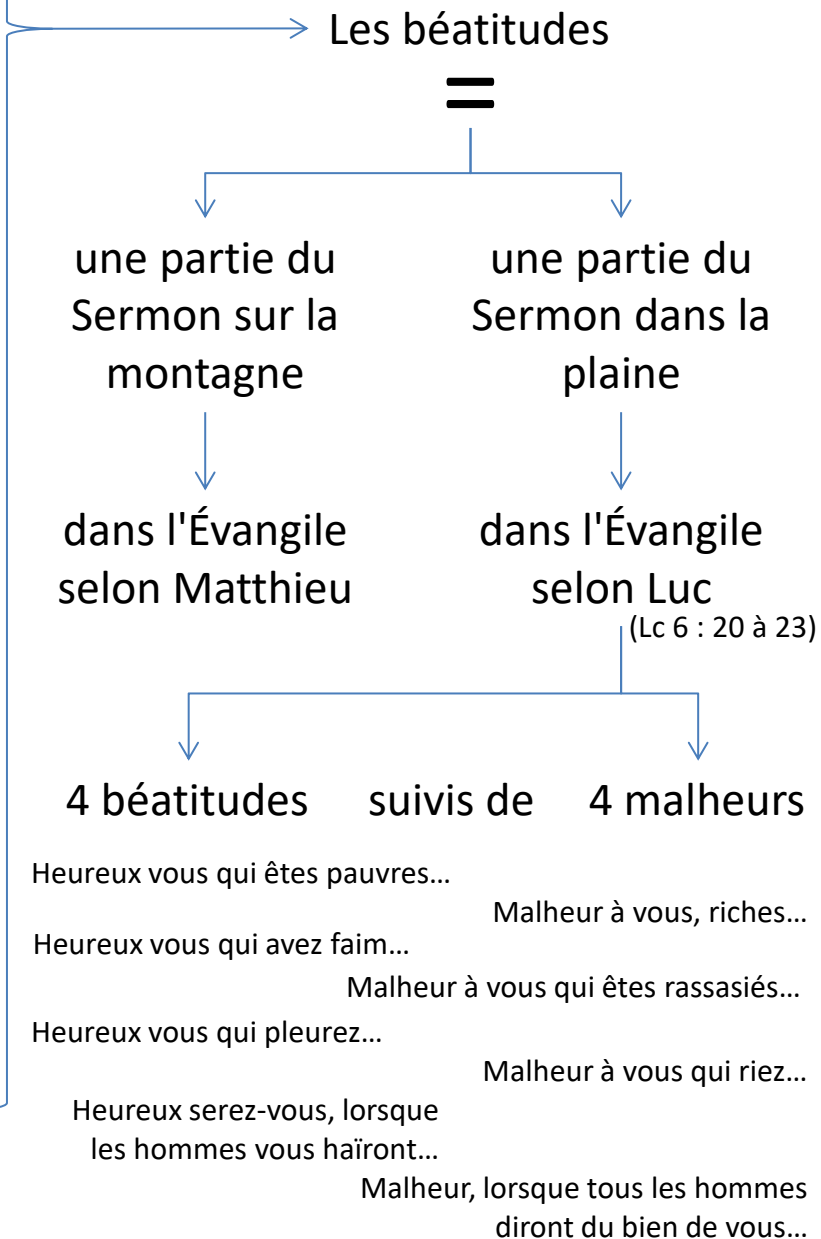 Les béatitudes
=
une partie du
Sermon sur la
montagne
une partie du
Sermon dans la
plaine
dans l'Évangile
selon Matthieu
dans l'Évangile
selon Luc
(Lc 6 : 20 à 23)
4 béatitudes suivis de 4 malheurs
Heureux vous qui êtes pauvres…
Malheur à vous, riches…
Heureux vous qui avez faim…
Malheur à vous qui êtes rassasiés…
Heureux vous qui pleurez…
Malheur à vous qui riez…
Heureux serez-vous, lorsque
les hommes vous haïront…
Malheur, lorsque tous les hommes
diront du bien de vous…